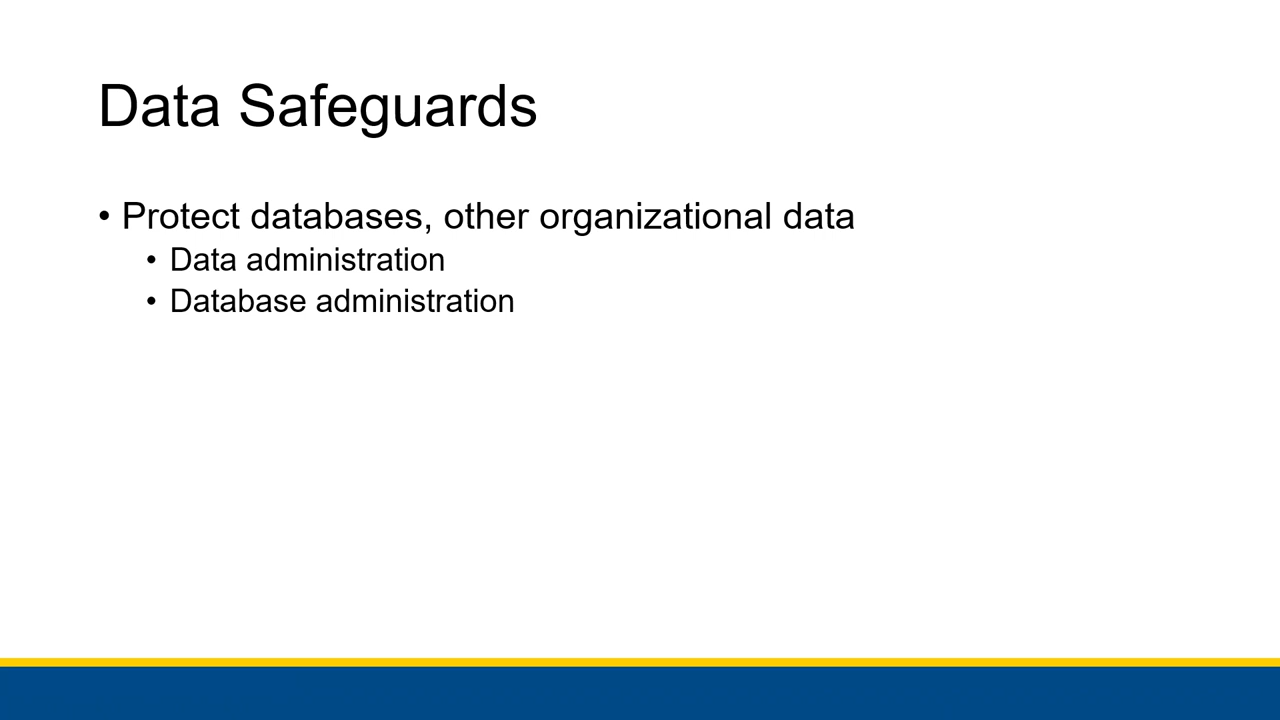 Data Safeguards
• Protect databases, other organizational data
• Data administration
• Database administration